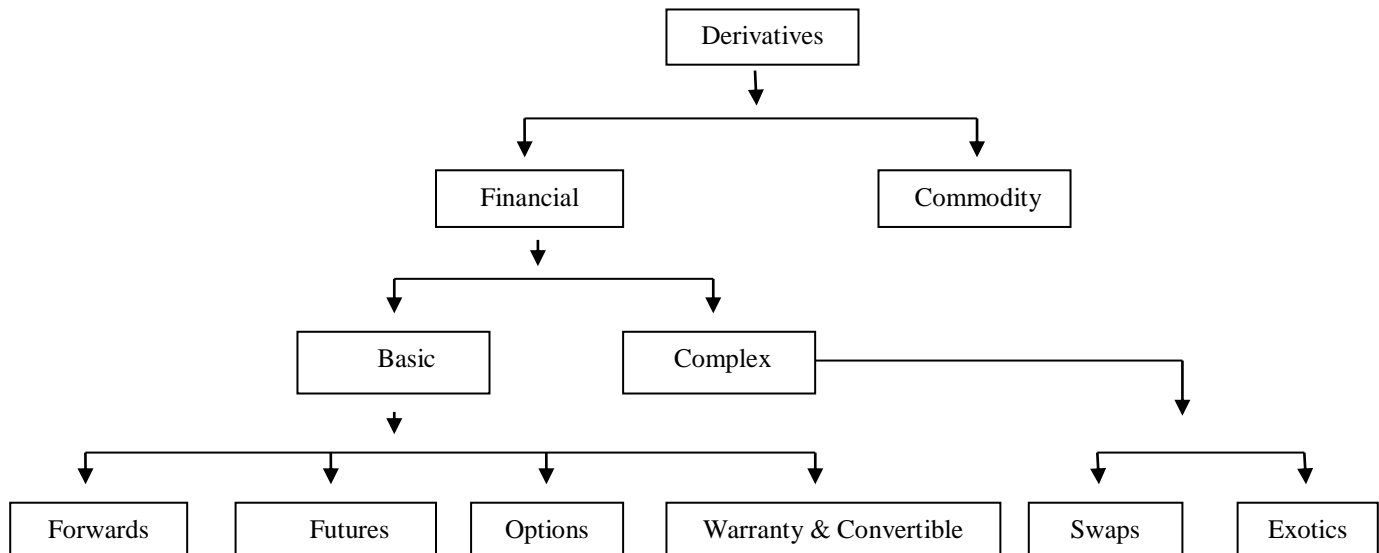 Derivatives
Financial
Commodity
Basic
Complex
Forwards
Futures
Options
Warranty & Convertible
Swaps
Exotics